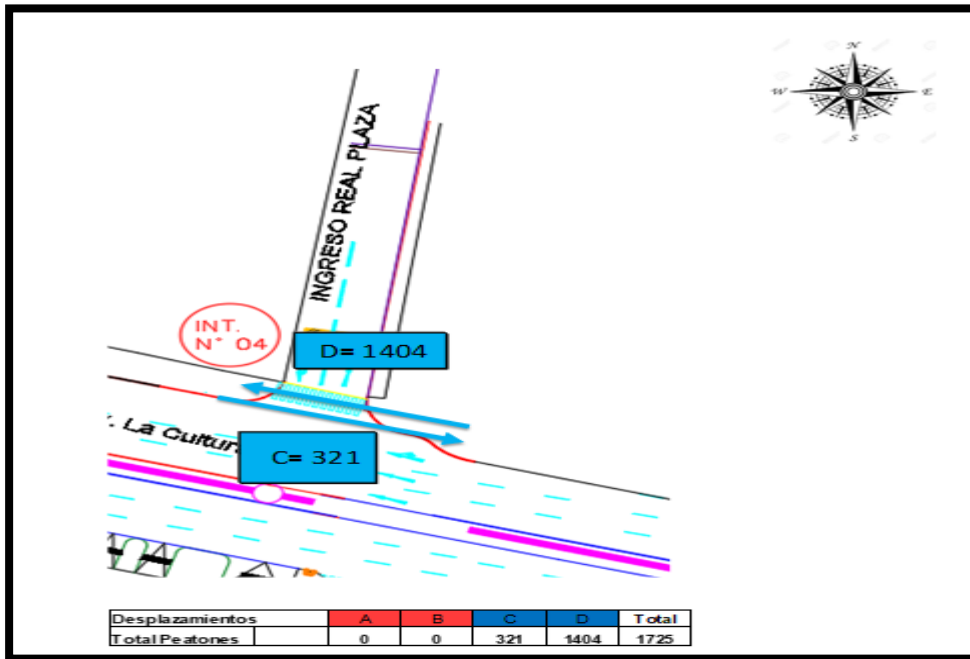 N
W E
S
INGRESO REAL PLAZA
INT.
N° 04
D= 1404
. La Cultur
C= 321
Desplazamientos A B C D Total
Total Peatones 0 0 321 1404 1725